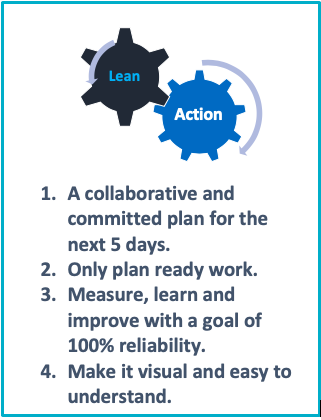 Lean
Action
1. A collaborative and
committed plan for the
next 5 days.
2. Only plan ready work.
3. Measure, learn and
improve with a goal of
100% reliability.
4. Make it visual and easy to
understand.